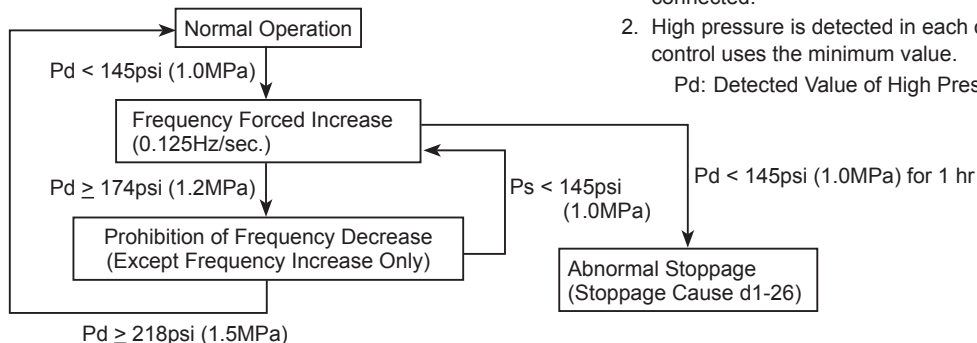 connected.
2. High pressure is detected in each
control uses the minimum value.
Pd: Detected Value of High
Normal Operation
Pd < 145psi (1.0MPa)
Frequency Forced Increase
(0.125Hz/sec.)
Pd ≥ 174psi (1.2MPa)
Ps < 145psi
(1.0MPa)
Pd < 145psi (1.0MPa) for 1 hr
Prohibition of Frequency Decrease
(Except Frequency Increase Only)
Abnormal Stoppage
(Stoppage Cause d1-26)
Pd ≥ 218psi (1.5MPa)